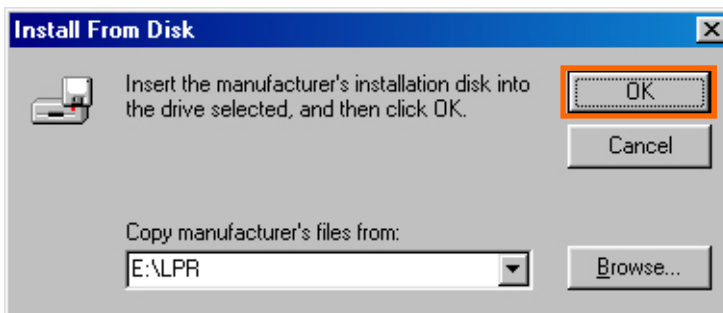 Install From Disk
Insert the manufacturer's installation disk into
the drive selected, and then click OK.
OK
Cancel
Copy manufacturer's files from:
E:\LPR
Browse...